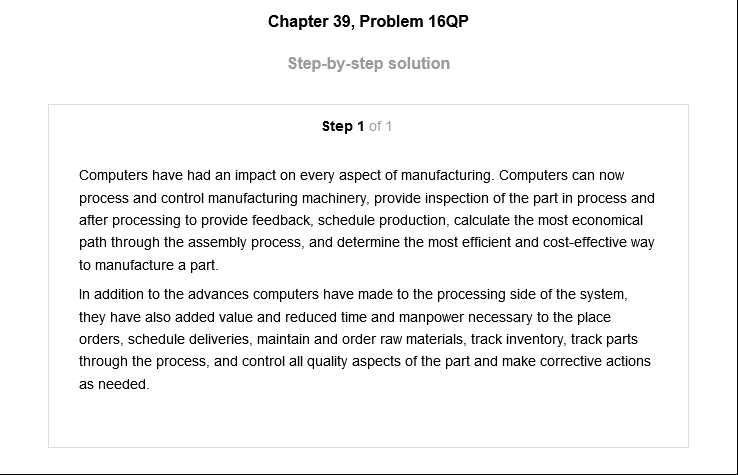 Chapter 39, Problem 16QP
Step-by-step solution
Step 1 of 1
Computers have had an impact on every aspect of manufacturing. Computers can now
process and control manufacturing machinery, provide inspection of the part in process and
after processing to provide feedback, schedule production, calculate the most economical
path through the assembly process, and determine the most efficient and cost-effective way
to manufacture a part.
In addition to the advances computers have made to the processing side of the system,
they have also added value and reduced time and manpower necessary to the place
orders, schedule deliveries, maintain and order raw materials, track inventory, track parts
through the process, and control all quality aspects of the part and make corrective actions
as needed.